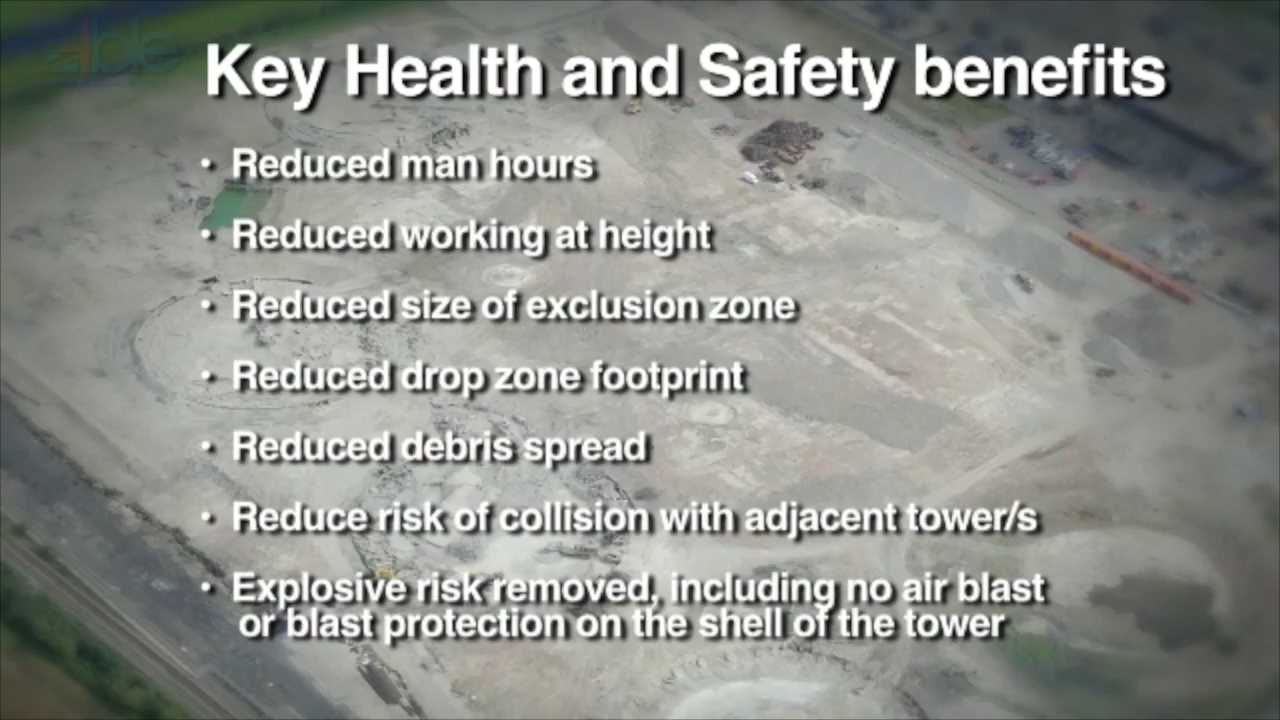 Key Health and Safety benefits
• Reduced man hours
• Reduced working at height
• Reduced size of exclusion zone
• Reduced drop zone footprint
• Reduced debris spread
• Reduce risk of collision with adjacent tower/s
• Explosive risk removed, including no air blast
or blast protection on the shell of the tower